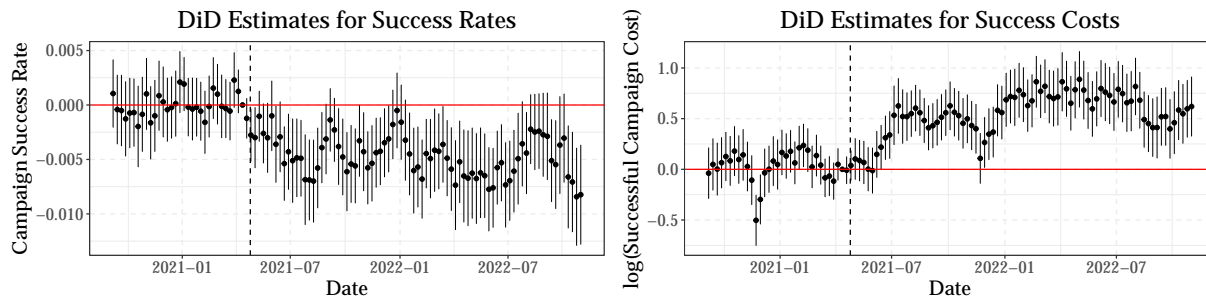 DiD Estimates for Success Rates
Campaign Success Rate
0.005
0.000
−0.005
−0.010
2021−01
2021−07
2022−01
2022−07
Date
DiD Estimates for Success Costs
log(Successful Campaign Cost)
1.0
0.5
0.0
−0.5
2021−01
2021−07
2022−01
2022−07
Date